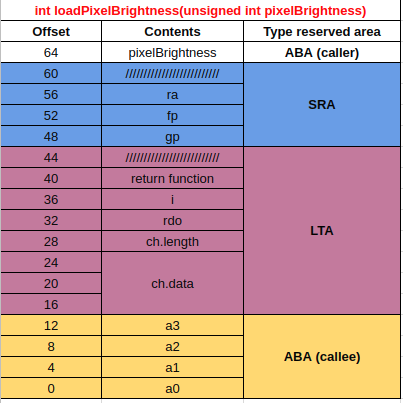 int loadPixelBrightness(unsigned int pixelBrightness)
Offset Contents Type reserved area
64 pixelBrightness ABA (caller)
60 //////////////////////////
56 ra
SRA
52 fp
48 gp
44 //////////////////////////
40 return function
36 i
32 rdo
LTA
28 ch.length
24
20 ch.data
16
12 a3
8 a2
ABA (callee)
4 a1
0 a0